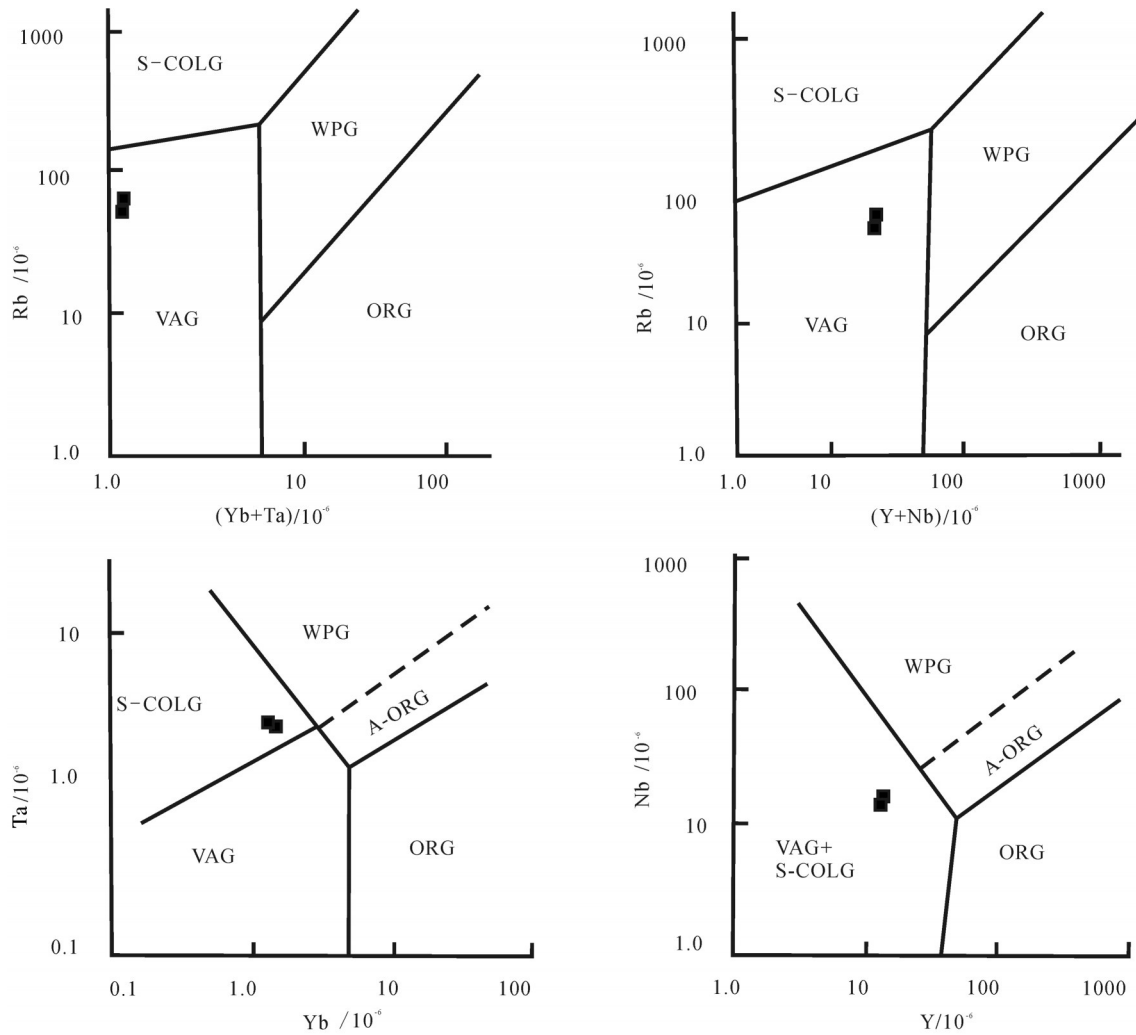 1000
S-COLG
WPG
100
Rb /10⁻⁶
10
VAG
ORG
1.0
1.0
10
100
(Yb+Ta)/10⁻⁶
1000
S-COLG
WPG
100
Rb /10⁻⁶
10
VAG
ORG
1.0
1.0
10
100
1000
(Y+Nb)/10⁻⁶
10
WPG
S-COLG
A-ORG
Ta/10⁻⁶
1.0
VAG
ORG
0.1
0.1
1.0
10
100
Yb /10⁻⁶
1000
WPG
100
A-ORG
Nb /10⁻⁶
10
VAG+
S-COLG
ORG
1.0
1.0
10
100
1000
Y/10⁻⁶